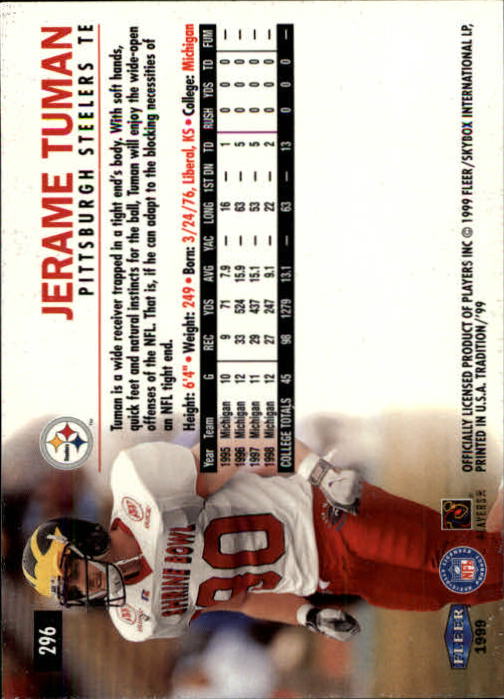 296
Steelers
JERAME TUMAN
PITTSBURGH STEELERS TE
Tuman is a wide receiver trapped in a tight end's body. With soft hands,
quick feet and natural instincts for the ball, Tuman will enjoy the wide-open
offenses of the NFL. That is, if he can adapt to the blocking necessities of
an NFL tight end.
Height: 6'4" • Weight: 249 • Born: 3/24/76, Liberal, KS • College: Michigan
Year Team G REC YDS AVG YAC LONG 1ST DN TD RUSH YDS TD FUM
1995 Michigan 10 9 71 7.9 — 16 — 1 0 0 0 —
1996 Michigan 12 33 524 15.9 — 63 — 5 0 0 0 —
1997 Michigan 11 29 437 15.1 — 53 — 5 0 0 0 —
1998 Michigan 12 27 247 9.1 — 22 — 2 0 0 0 —
COLLEGE TOTALS 45 98 1279 13.1 — 63 — 13 0 0 0 —
SHRINE BOWL
80
FLEER
1999
NFL
PLAYERS
OFFICIALLY LICENSED PRODUCT OF PLAYERS INC © 1999 FLEER/SKYBOX INTERNATIONAL LP,
PRINTED IN U.S.A. TRADITION/'99